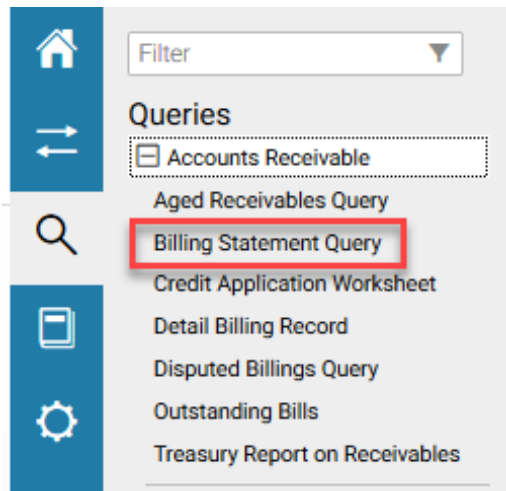 Filter
Queries
Accounts Receivable
Aged Receivables Query
Billing Statement Query
Credit Application Worksheet
Detail Billing Record
Disputed Billings Query
Outstanding Bills
Treasury Report on Receivables